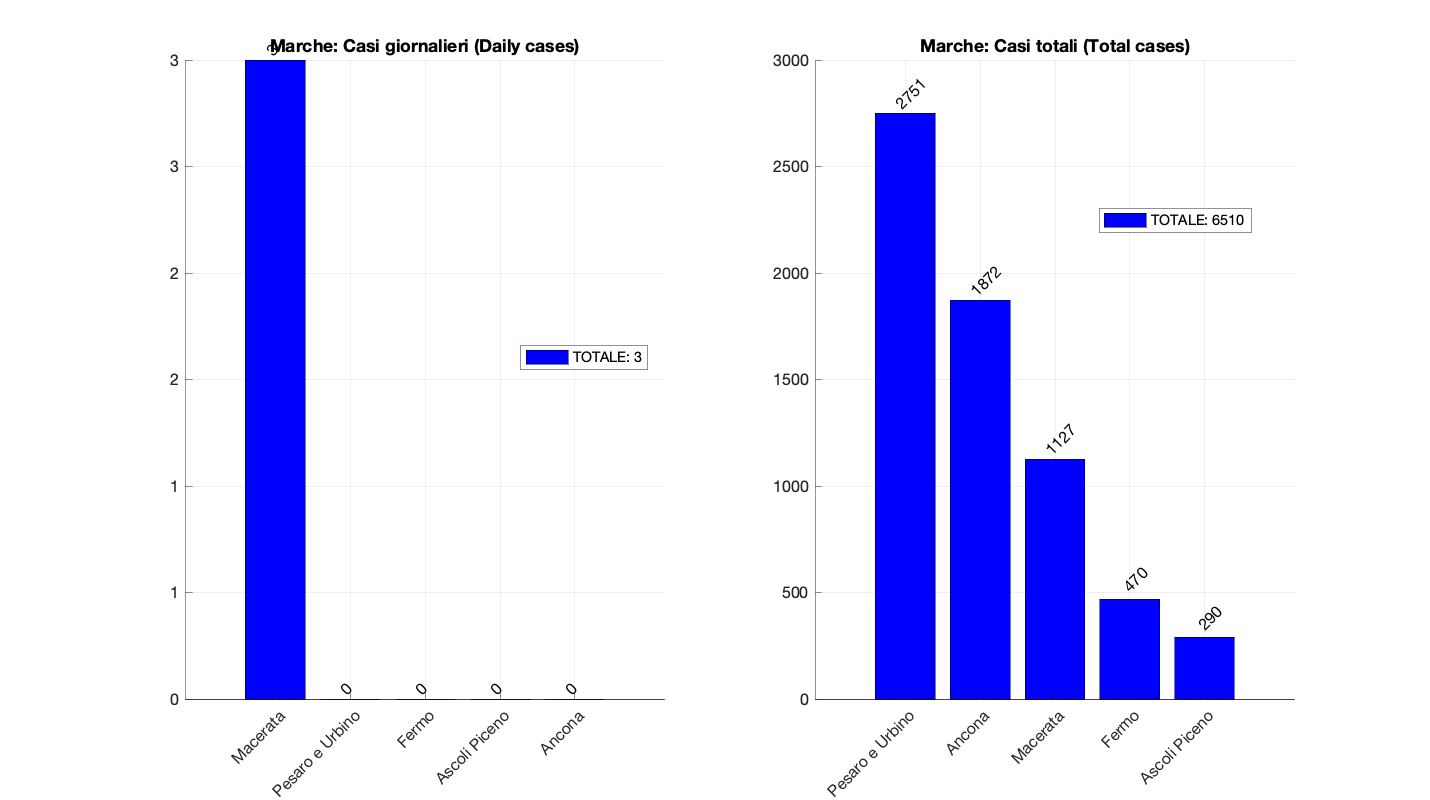 Marche: Casi giornalieri (Daily cases)
3
3
3
2
2
1
1
0
TOTALE: 3
0
0
0
0
Macerata
Pesaro e Urbino
Fermo
Ascoli Piceno
Ancona
Marche: Casi totali (Total cases)
3000
2500
2000
1500
1000
500
0
2751
1872
1127
470
290
TOTALE: 6510
Pesaro e Urbino
Ancona
Macerata
Fermo
Ascoli Piceno